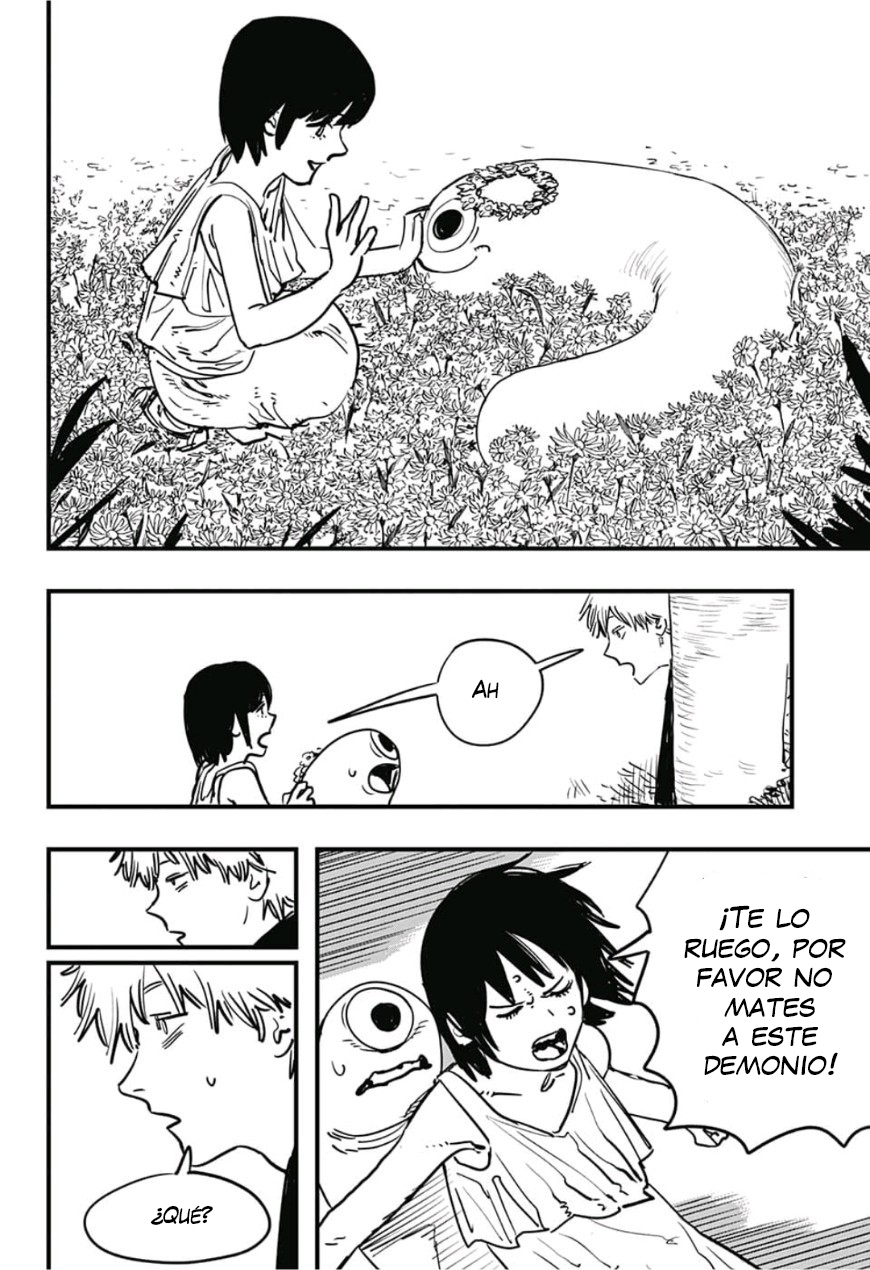 AH
¡TE LO
RUEGO, POR
FAVOR NO
MATES
A ESTE
DEMONIO!
¿QUÉ?